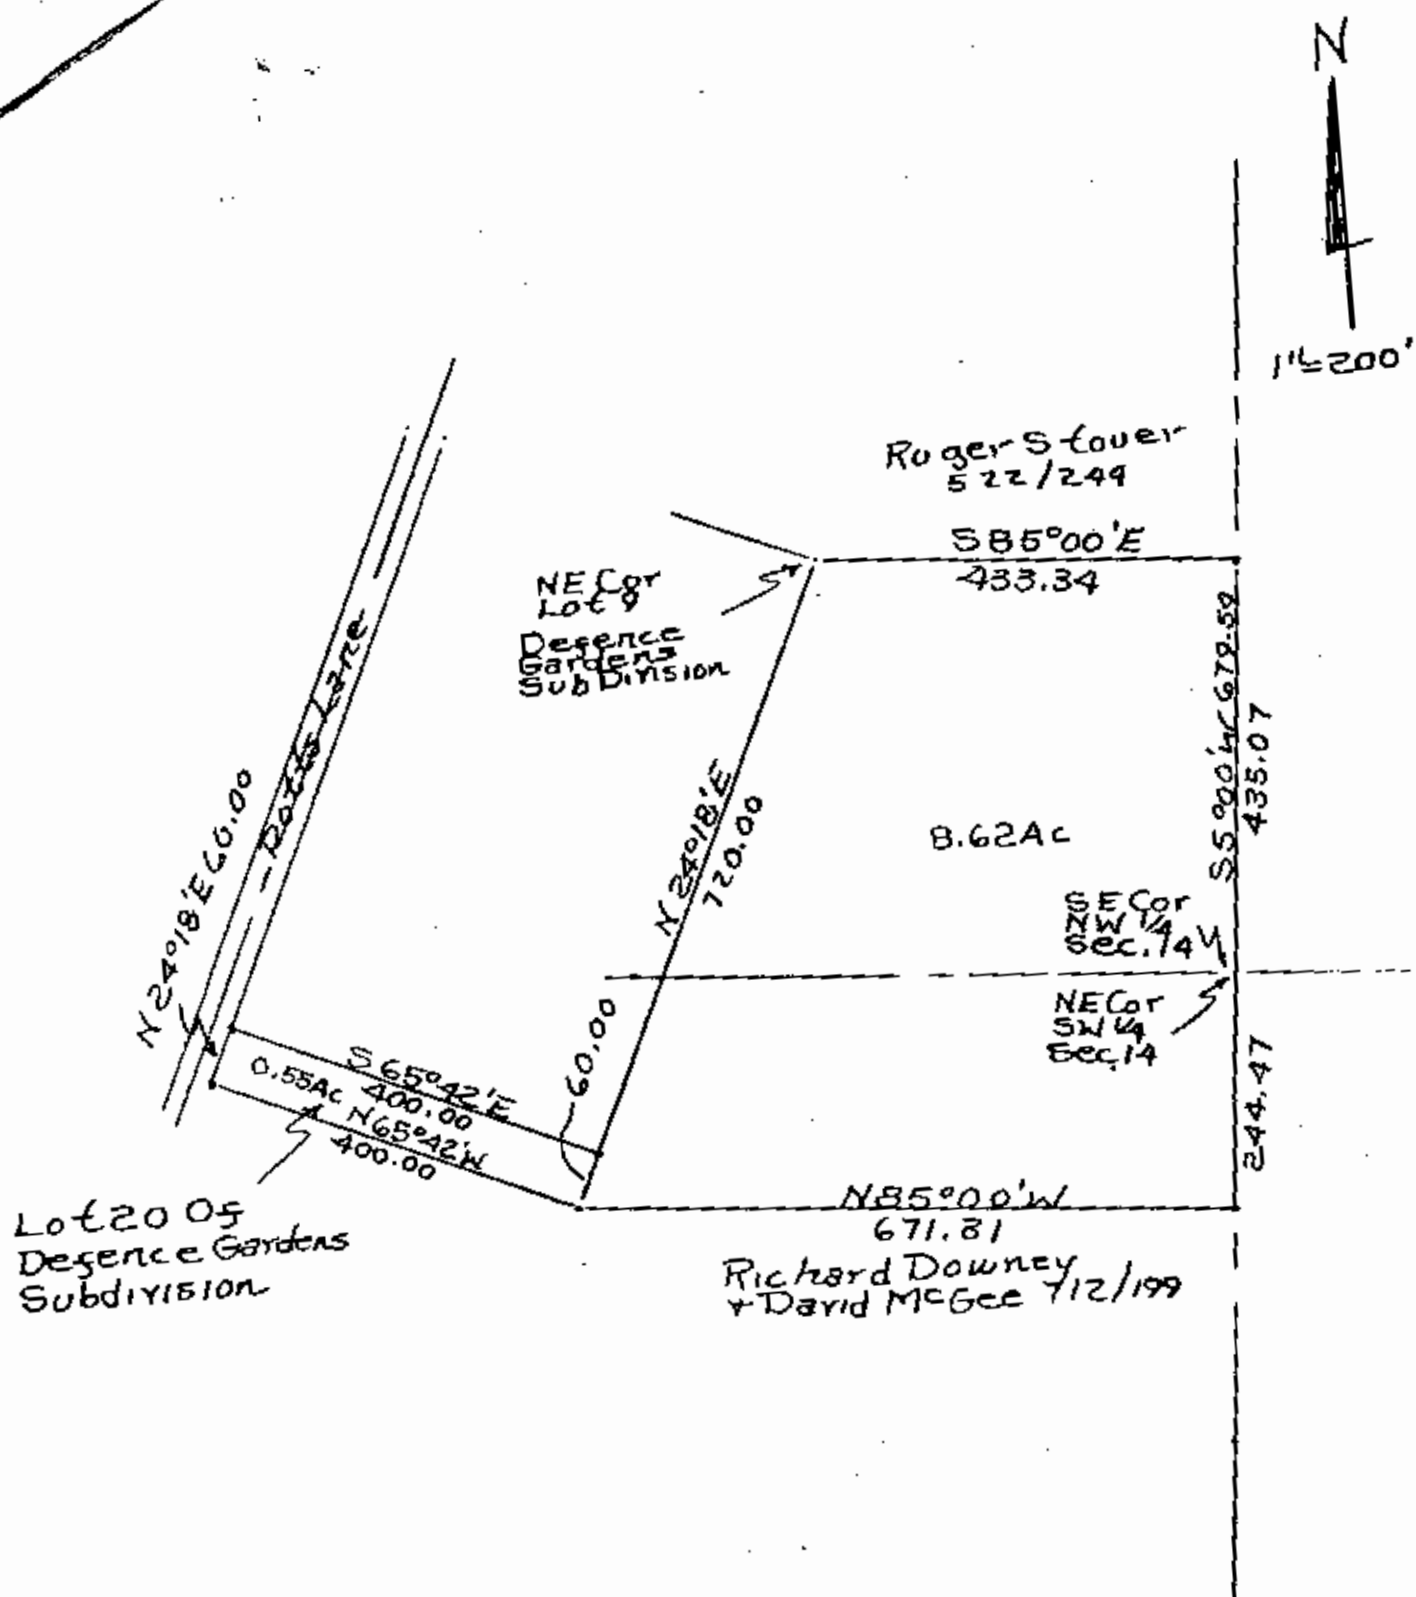 N
1"=200'
Roger Stover
522/244
S85°00'E
433.34
NE Cor
Lot 9
Defence
Gardens
SubDivision
S5°00'W 679.54
435.07
Potts Lane
N24°18'E 60.00
N24°18'E
720.00
8.62Ac
SE Cor
NW 1/4
Sec. 14
NE Cor
SW 1/4
Sec. 14
60.00
244.47
S65°42'E
400.00
0.55Ac
N65°42'W
400.00
Lot 20 Of
Defence Gardens
Subdivision
N85°00'W
671.81
Richard Downey
+ David McGee 712/199